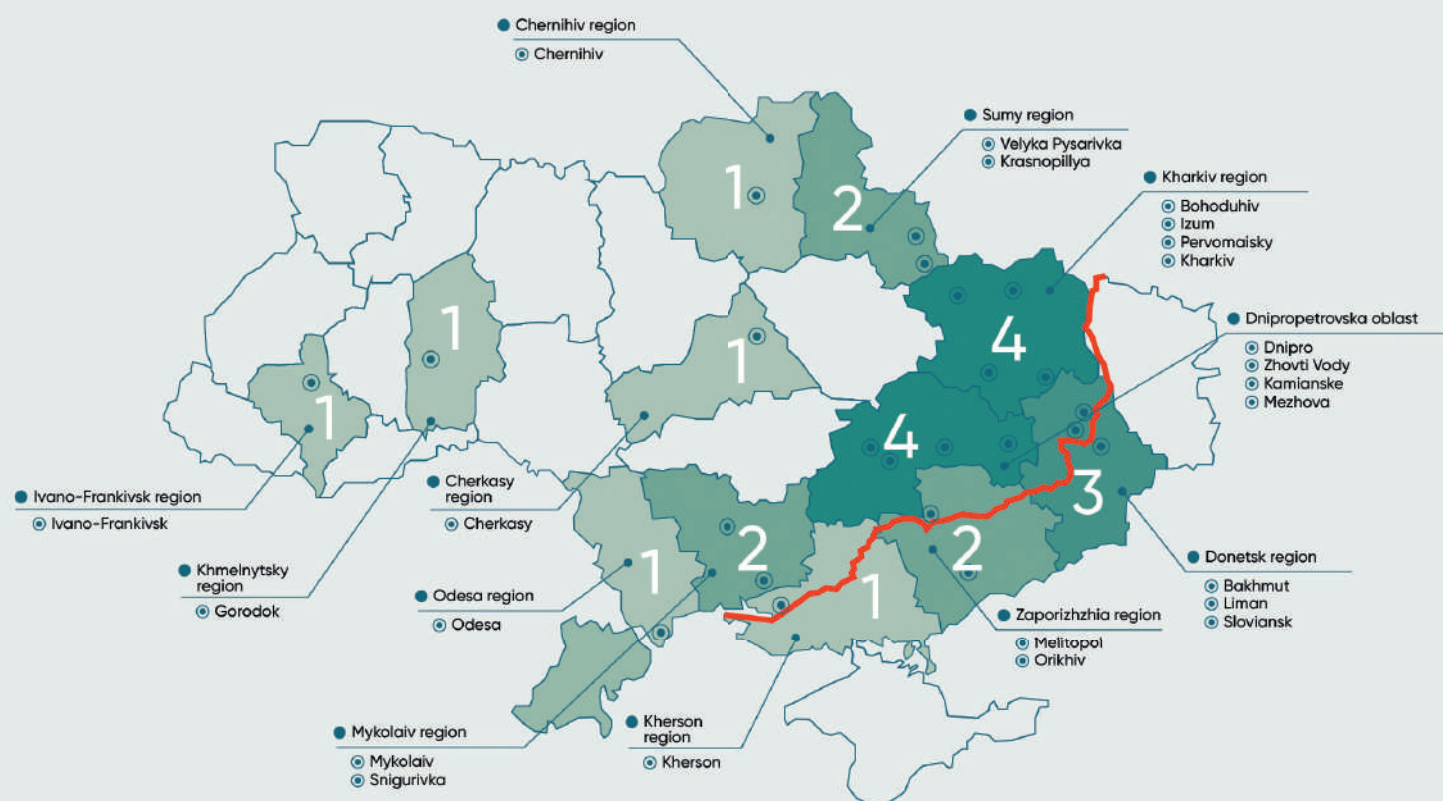 Chernihiv region
Chernihiv
Sumy region
Velyka Pysarivka
Krasnopillya
Kharkiv region
Bohoduhiv
Izum
Pervomaisky
Kharkiv
Dnipropetrovska oblast
Dnipro
Zhovti Vody
Kamianske
Mezhova
1
2
1
4
1
1
4
3
Ivano-Frankivsk region
Ivano-Frankivsk
Cherkasy
region
Cherkasy
Khmelnytsky
region
Gorodok
1
2
2
1
Odesa region
Odesa
Donetsk region
Bakhmut
Liman
Sloviansk
Zaporizhzhia region
Melitopol
Orikhiv
Mykolaiv region
Mykolaiv
Snigurivka
Kherson
region
Kherson